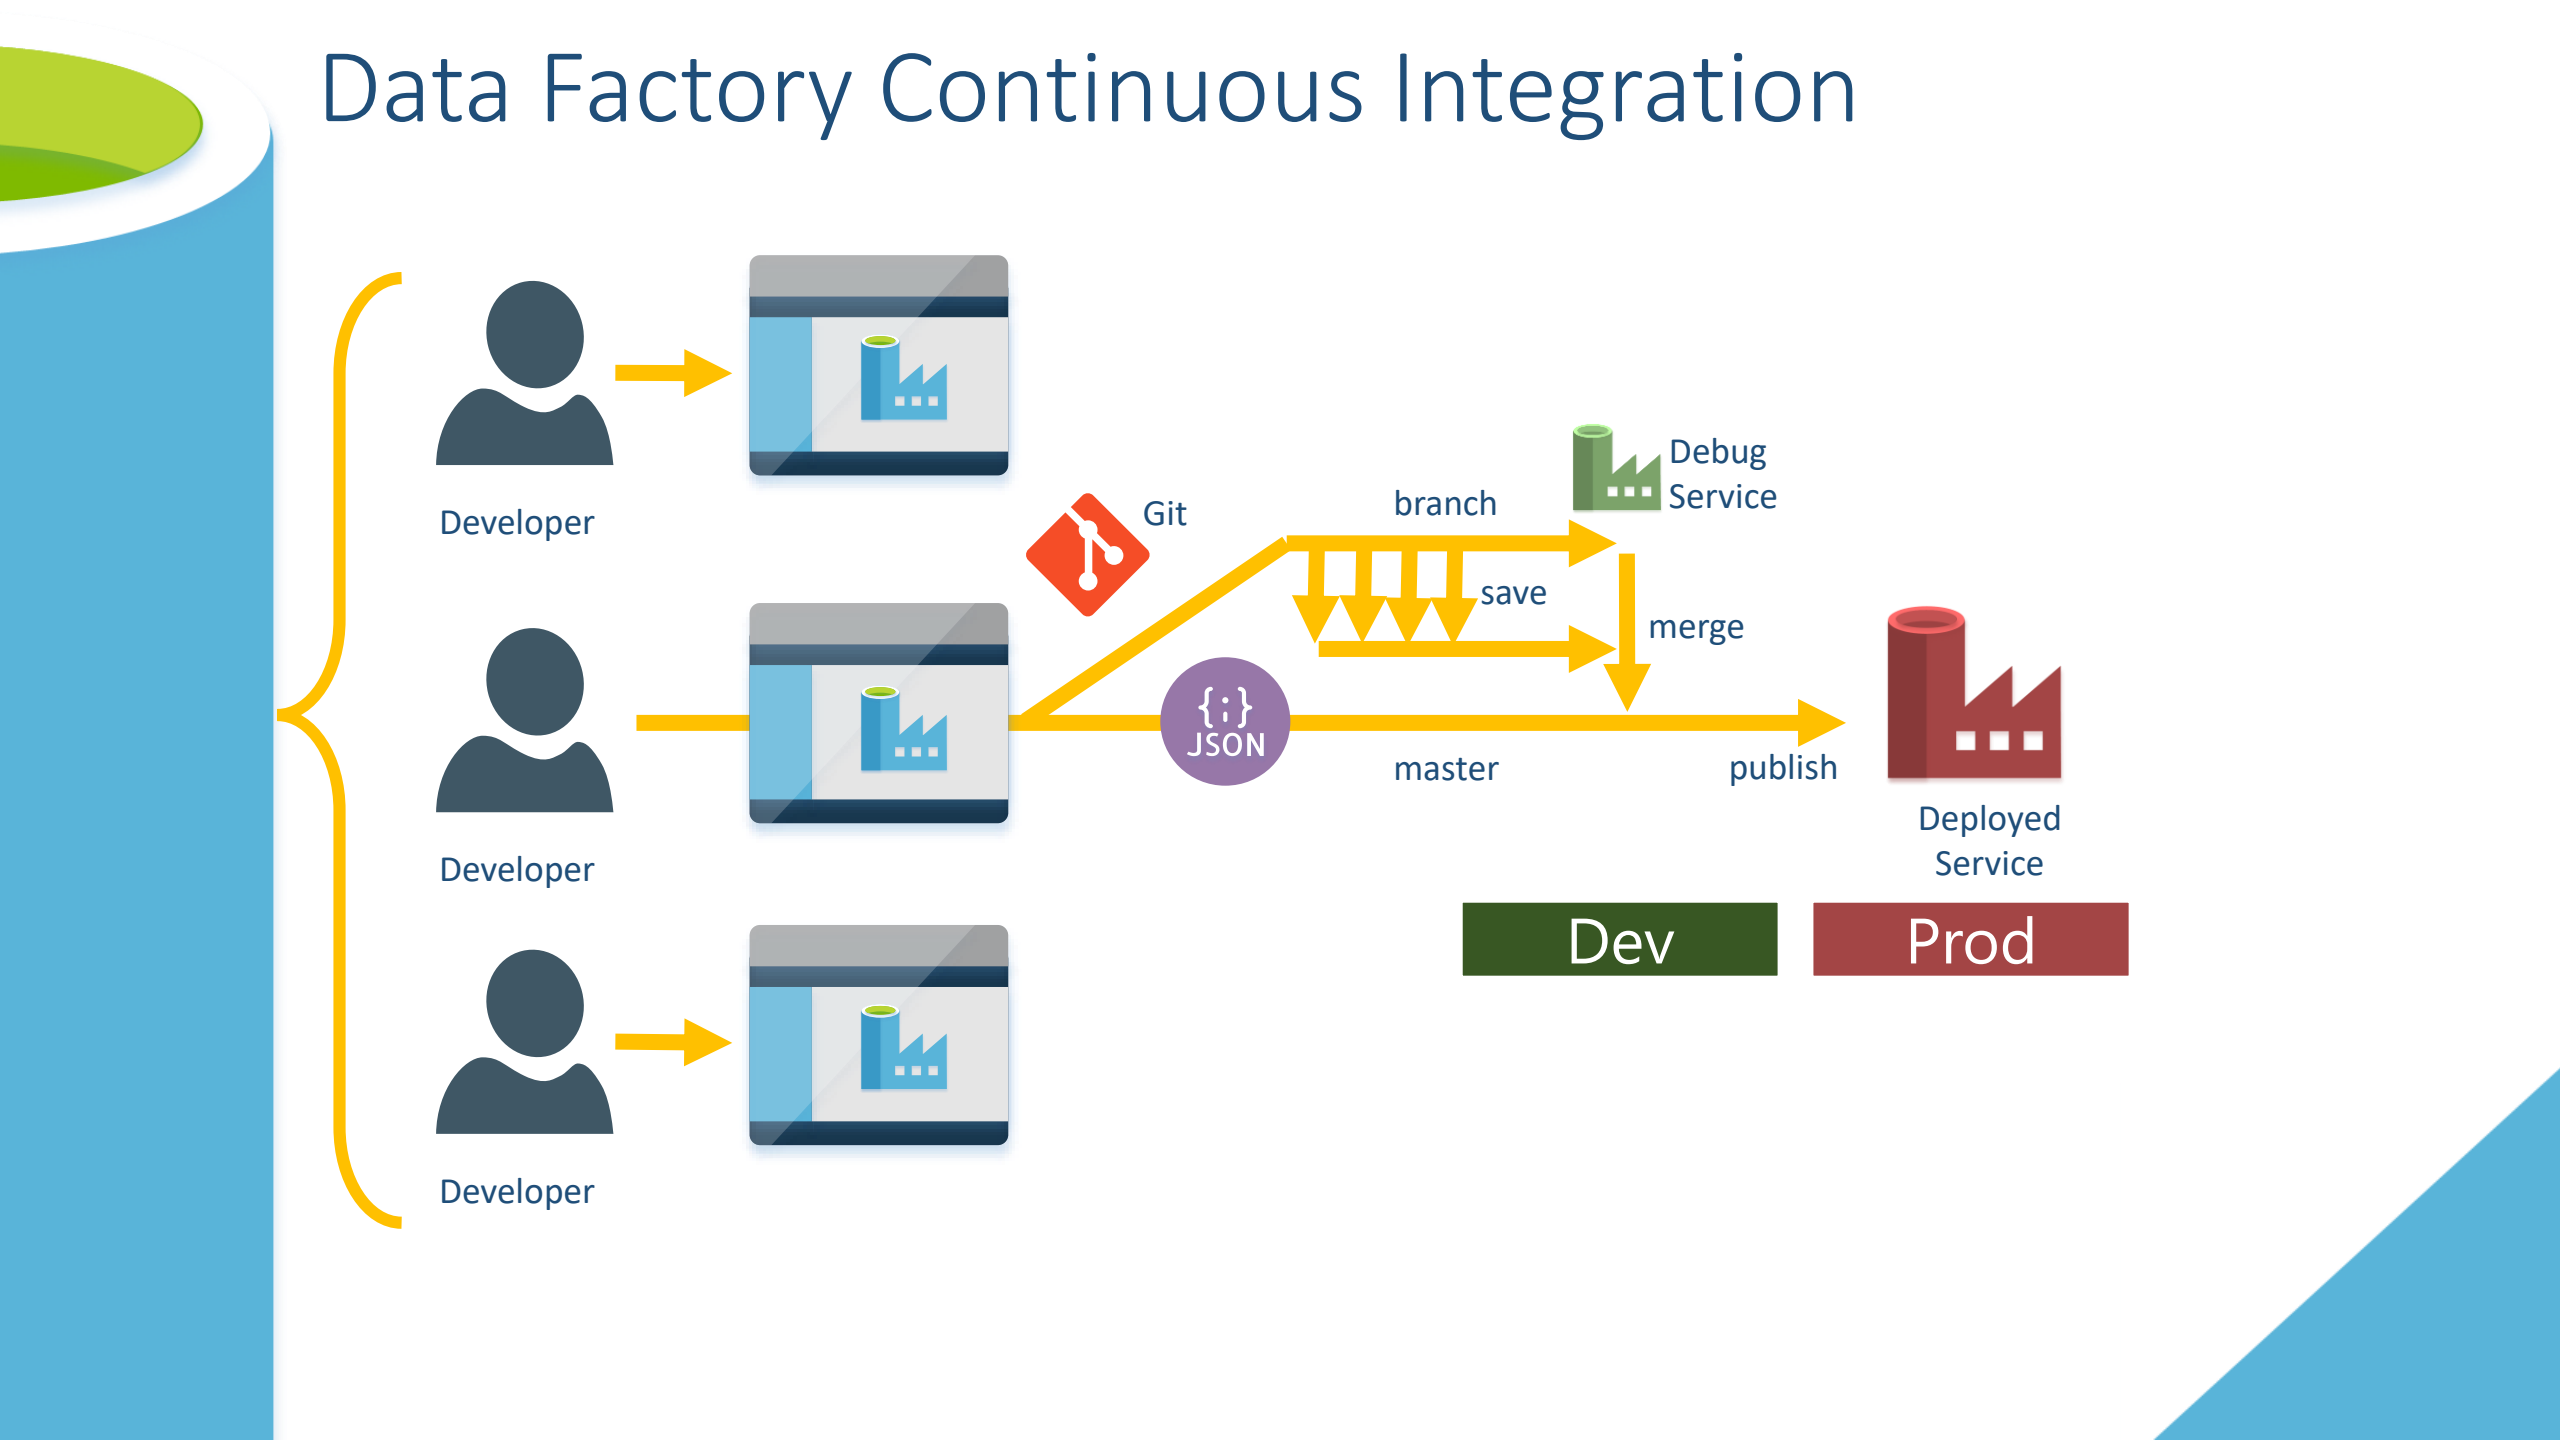 Data Factory Continuous Integration
Developer
Developer
Developer
Git
branch
Debug
Service
save
merge
{;}
JSON
master
publish
Deployed
Service
Dev
Prod